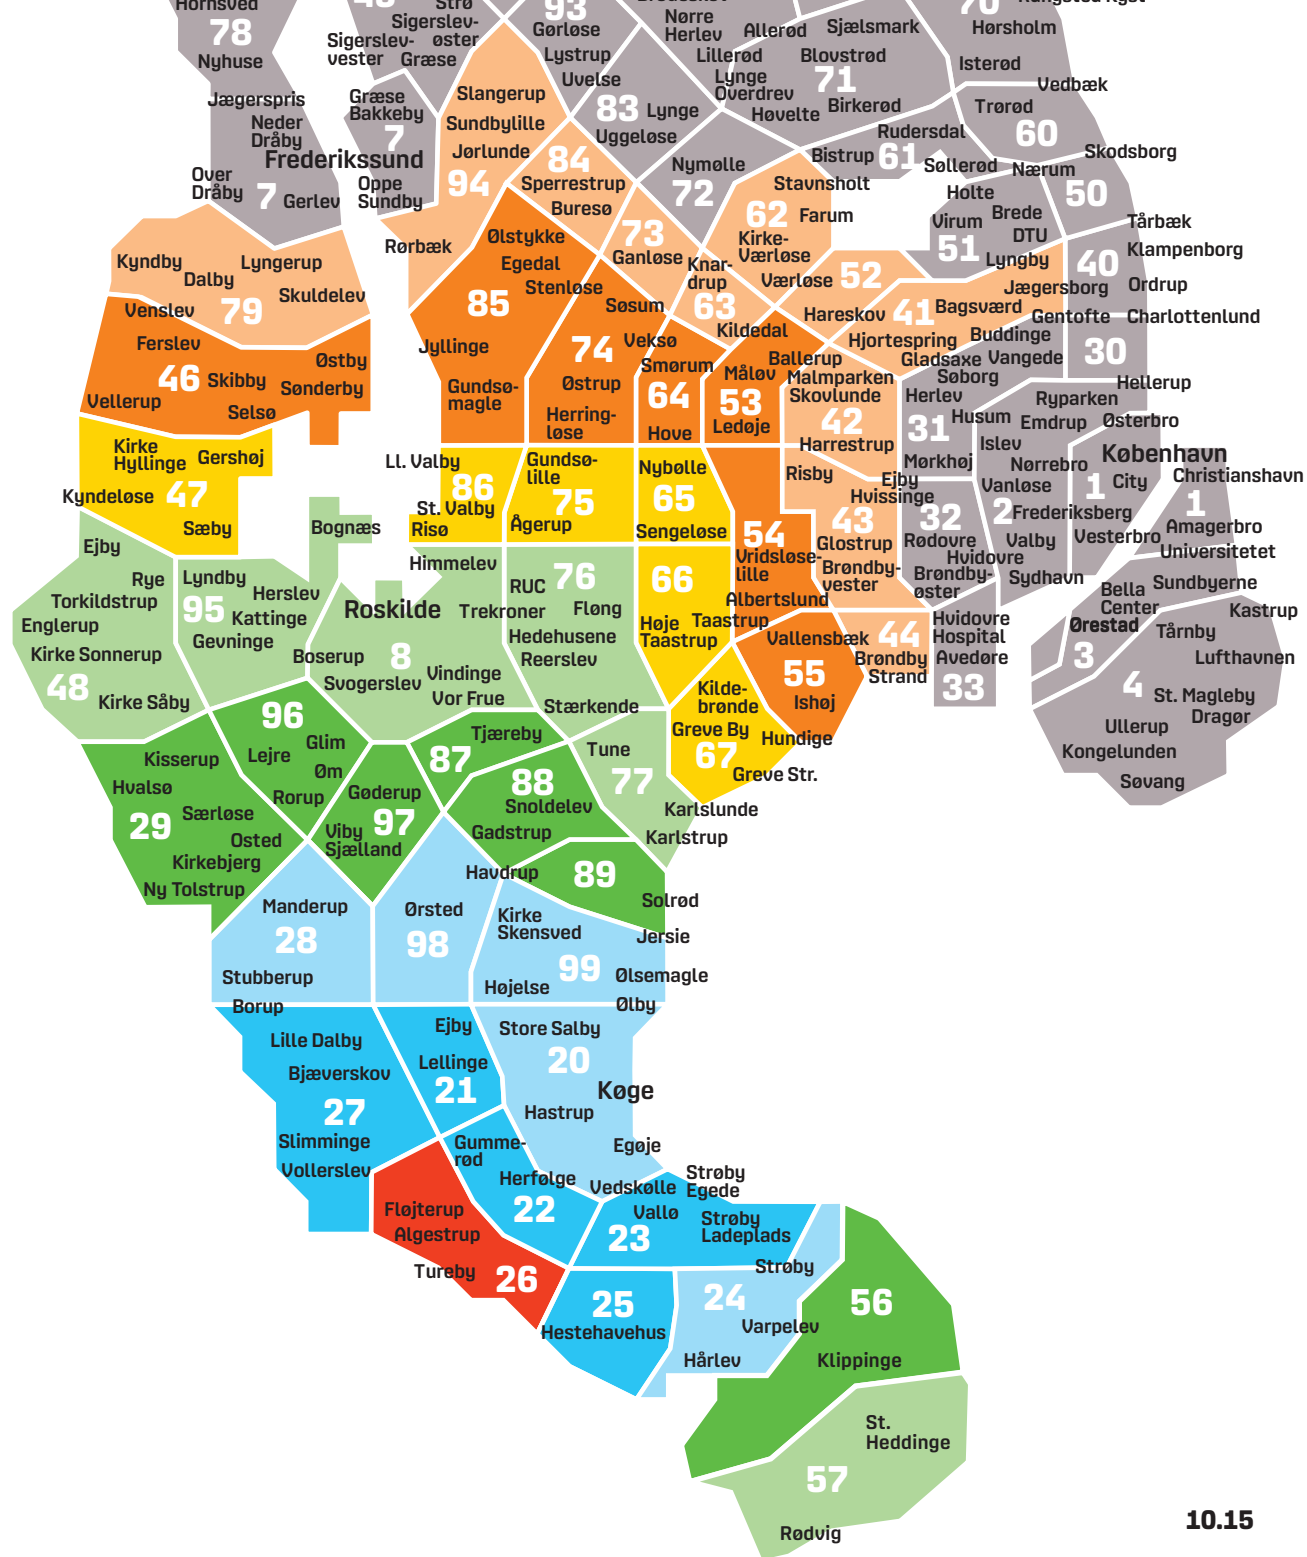 Hornsved
78
Nyhuse
Jægerspris
Neder
Dråby
Frederikssund
Over
Dråby
7
Gerlev
Strø
Sigerslev-
øster
Sigerslev-
vester
Græse
Græse
Bakkeby
7
Oppe
Sundby
93
Gørløse
Lystrup
Uvelse
83
Lynge
Uggeløse
Nørre
Herlev
Lillerød
Lynge
Overdrev
Høvelte
Allerød
Sjælsmark
Blovstrød
71
Birkerød
70
Hørsholm
Isterød
Vedbæk
Trørød
60
Rudersdal
Bistrup
61
Søllerød
Nærum
Skodsborg
50
Holte
Virum
Brede
DTU
51
Lyngby
Tårbæk
Klampenborg
40
Jægersborg
Ordrup
Gentofte
Charlottenlund
30
Hellerup
Slangerup
Sundbylille
Jørlunde
94
Rørbæk
84
Sperrestrup
Buresø
Nymølle
72
73
Ganløse
Stavnsholt
62
Farum
Kirke-
Værløse
Knar-
drup
63
Kildedal
Værløse
52
Hareskov
41
Bagsværd
Hjortespring
Gladsaxe
Buddinge
Vangede
Søborg
Kyndby
Dalby
Lyngerup
Skuldelev
79
Venslev
Ferslev
46
Skibby
Østby
Sønderby
Vellerup
Selsø
Kirke
Hyllinge
Gershøj
Kyndeløse
47
Sæby
Ølstykke
Egedal
Stenløse
85
Jyllinge
Gundsø-
magle
Søsum
74
Veksø
Østrup
Herring-
løse
Smørum
64
Hove
Måløv
53
Ledøje
Ballerup
Malmparken
Skovlunde
42
Harrestrup
Herlev
31
Mørkhøj
Husum
Islev
Ryparken
Emdrup
Østerbro
Nørrebro
Vanløse
2
Frederiksberg
Valby
Sydhavn
København
1
City
Vesterbro
Christianshavn
1
Amagerbro
Universitetet
Ll. Valby
86
St. Valby
Risø
Gundsø-
lille
75
Ågerup
Nybølle
65
Sengeløse
54
Vridsløse-
lille
Albertslund
Risby
Ejby
Hvissinge
43
Glostrup
Brøndby-
vester
32
Rødovre
Hvidovre
Brøndby-
øster
Bella
Center
Ørestad
3
Sundbyerne
Kastrup
Tårnby
Lufthavnen
4
St. Magleby
Dragør
Ullerup
Kongelunden
Søvang
Bognæs
Ejby
Rye
Torkildstrup
Englerup
Kirke Sonnerup
48
Kirke Såby
Lyndby
95
Herslev
Kattinge
Gevninge
Himmelev
Roskilde
Trekroner
Boserup
8
Svogerslev
Vindinge
Vor Frue
RUC
76
Fløng
Hedehusene
Reerslev
Stærkende
66
Høje
Taastrup
Taastrup
Vallensbæk
55
Ishøj
44
Brøndby
Strand
Hvidovre
Hospital
Avedøre
33
Kilde-
brønde
Greve By
Hundige
67
Greve Str.
Tune
77
Karlslunde
Karlstrup
96
Glim
Lejre
Øm
Rorup
Kisserup
Hvalsø
Særløse
29
Osted
Kirkebjerg
Ny Tolstrup
Tjæreby
87
Gøderup
97
Viby
Sjælland
88
Snoldelev
Gadstrup
Havdrup
89
Solrød
Jersie
Manderup
28
Stubberup
Borup
Ørsted
98
Kirke
Skensved
99
Højelse
Ølsemagle
Ølby
Lille Dalby
Bjæverskov
27
Slimminge
Vollerslev
Ejby
Lellinge
21
Store Salby
20
Køge
Hastrup
Egøje
Gumme-
rød
Herfølge
22
Vedskølle
Strøby
Egede
Vallø
23
Strøby
Ladeplads
Strøby
Fløjterup
Algestrup
Tureby
26
25
Hestehavehus
24
Varpelev
Hårlev
56
Klippinge
St.
Heddinge
57
Rødvig
10.15